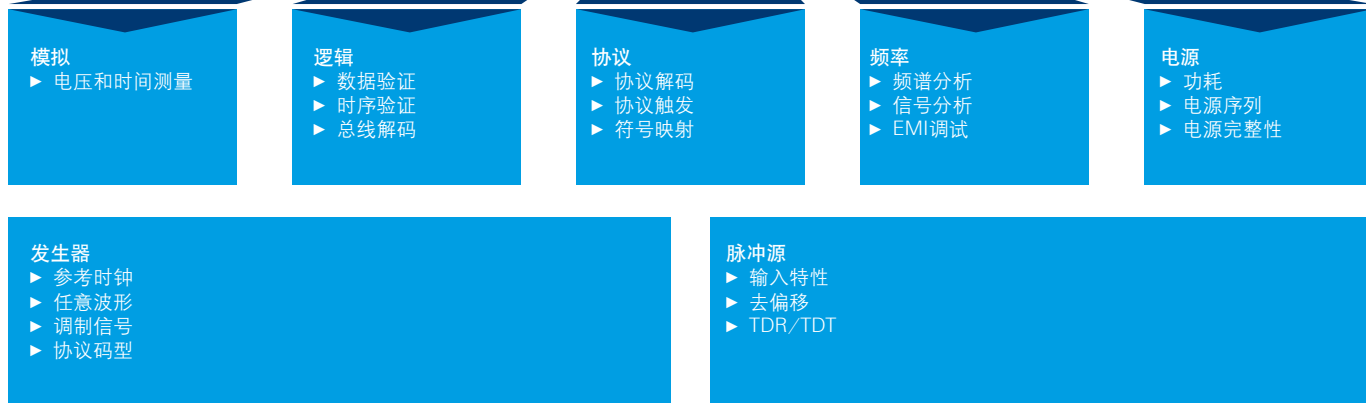 模拟
► 电压和时间测量
逻辑
► 数据验证
► 时序验证
► 总线解码
协议
► 协议解码
► 协议触发
► 符号映射
频率
► 频谱分析
► 信号分析
► EMI调试
电源
► 功耗
► 电源序列
► 电源完整性
发生器
► 参考时钟
► 任意波形
► 调制信号
► 协议码型
脉冲源
► 输入特性
► 去偏移
► TDR/TDT